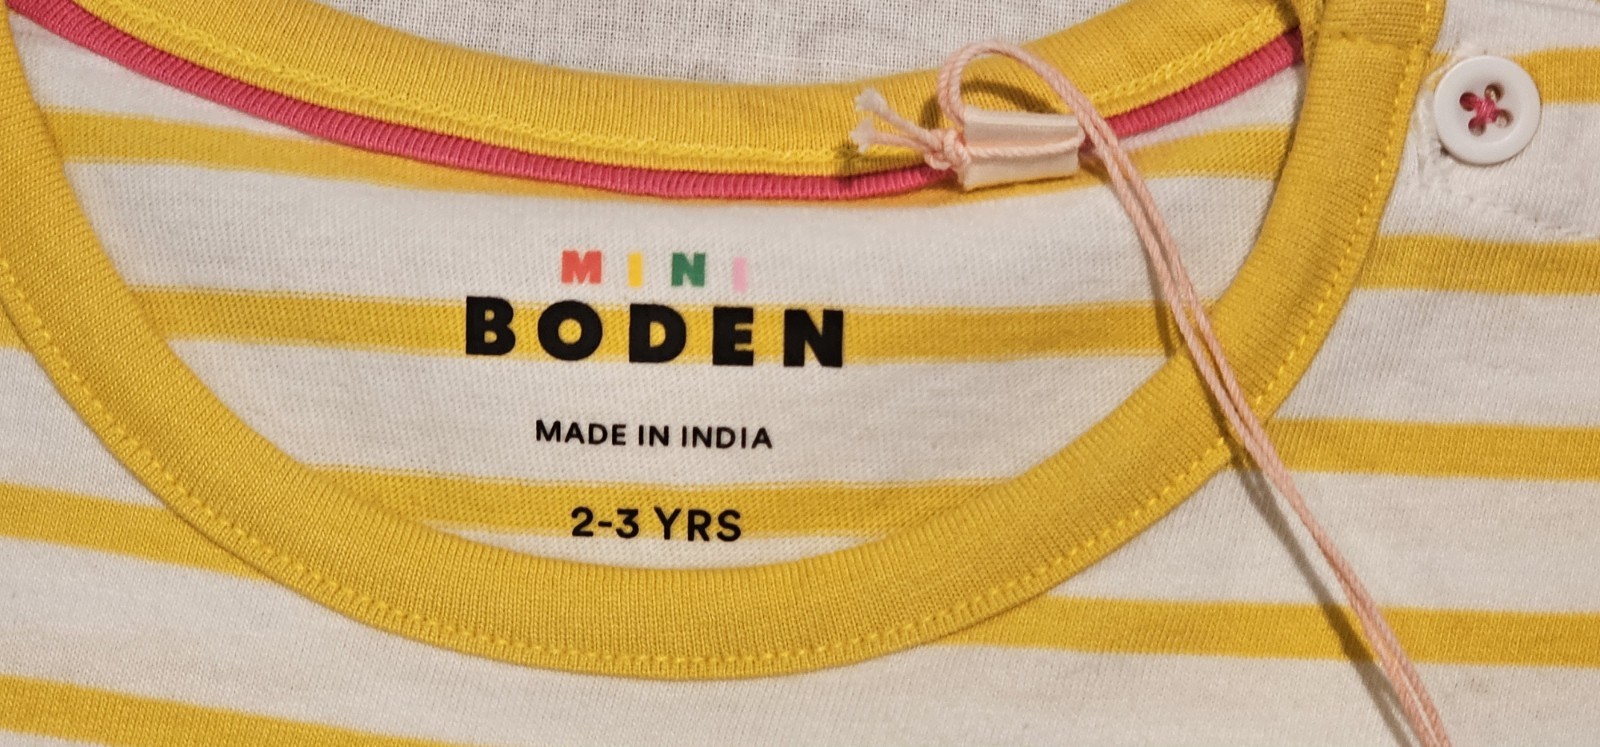 MINI
BODEN
MADE IN INDIA
2-3 YRS